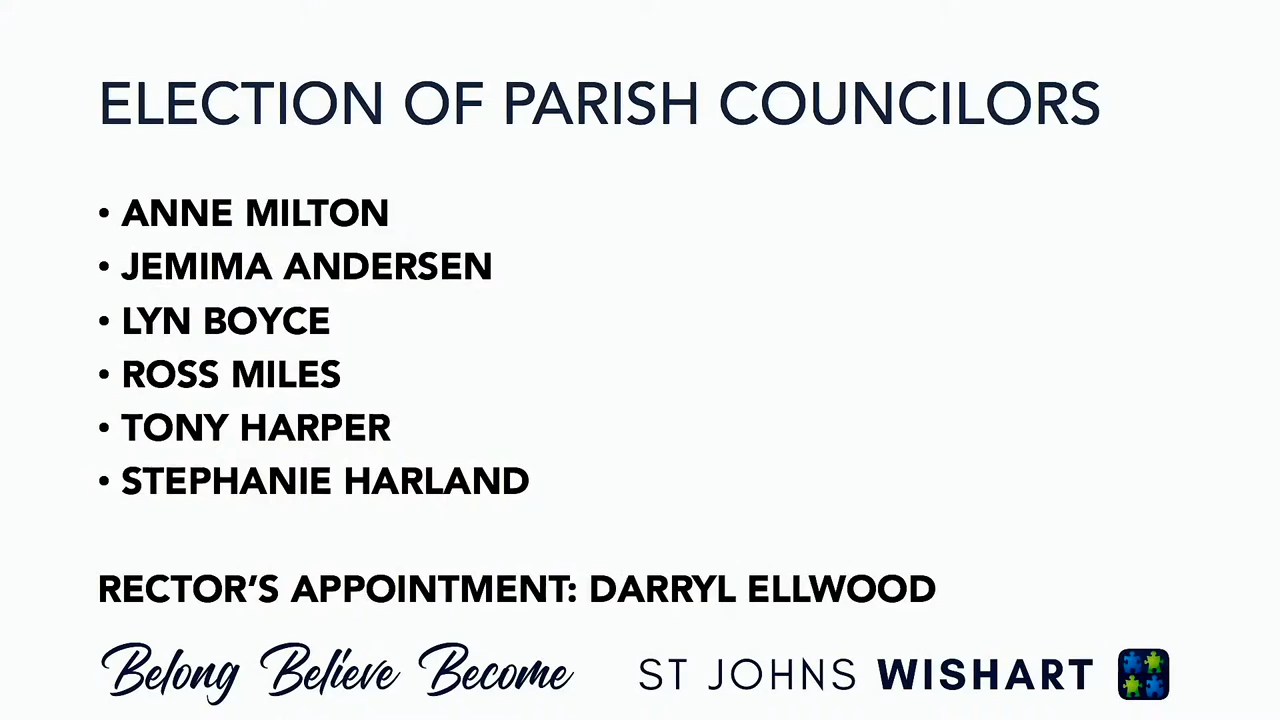 ELECTION OF PARISH COUNCILORS
• ANNE MILTON
• JEMIMA ANDERSEN
• LYN BOYCE
• ROSS MILES
• TONY HARPER
• STEPHANIE HARLAND
RECTOR’S APPOINTMENT: DARRYL ELLWOOD
Belong Believe Become ST JOHNS WISHART